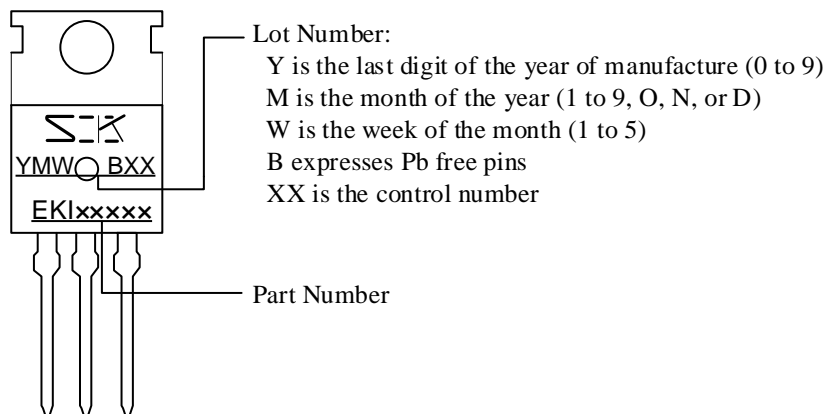 Lot Number:
Y is the last digit of the year of manufacture (0 to 9)
M is the month of the year (1 to 9, O, N, or D)
W is the week of the month (1 to 5)
B expresses Pb free pins
XX is the control number
SK
YMW○ BXX
EKI×××××
Part Number